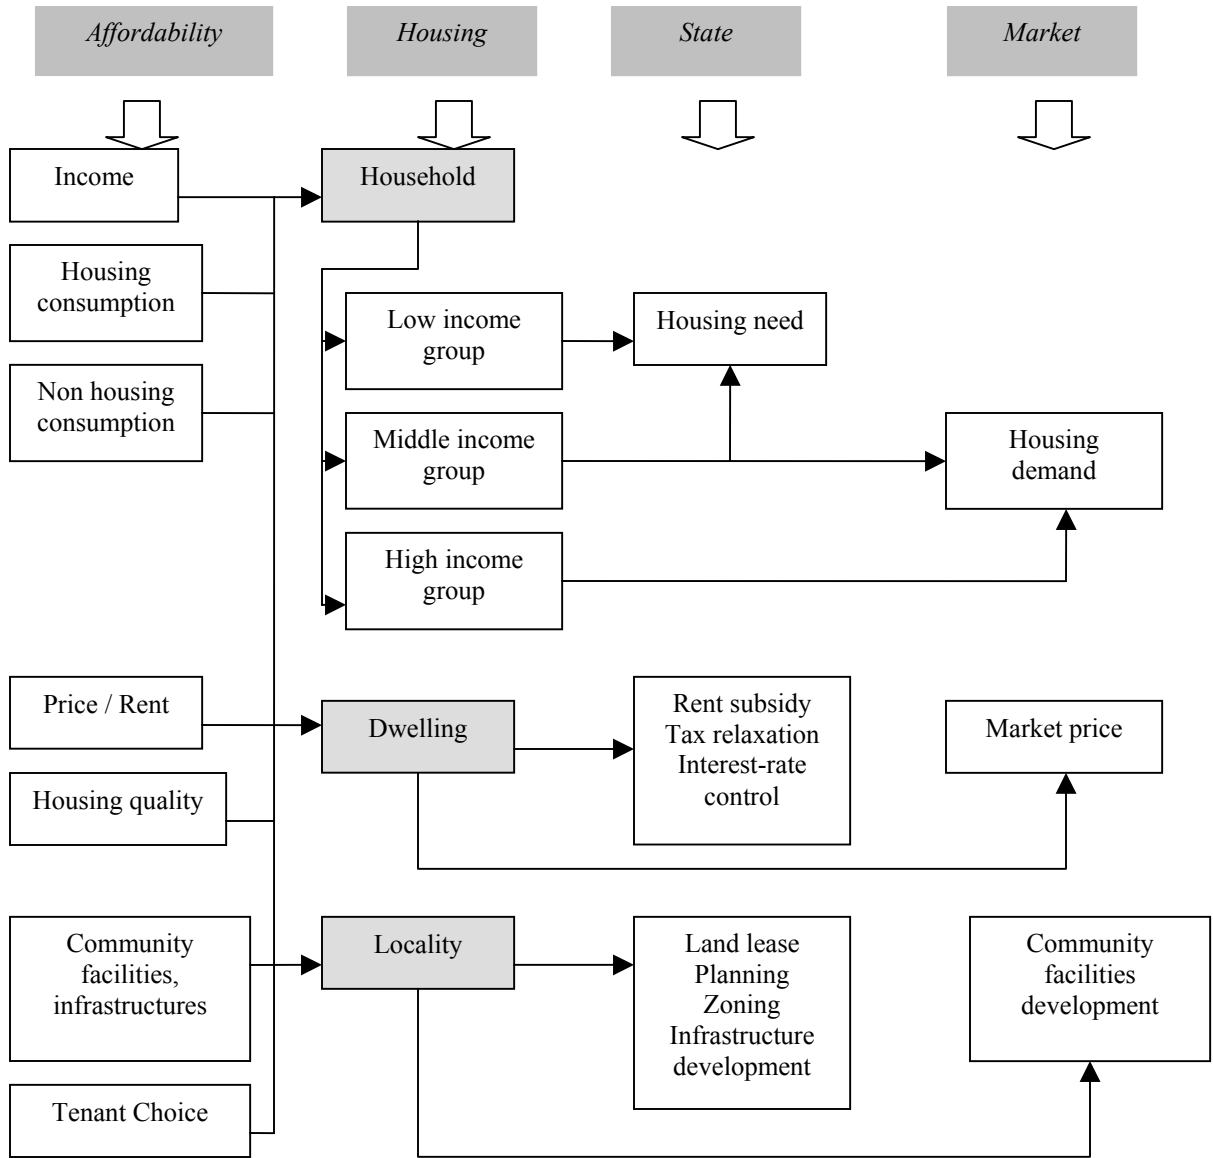 Affordability
Housing
State
Market
Income
Household
Housing
consumption
Low income
group
Housing need
Non housing
consumption
Middle income
group
Housing
demand
High income
group
Price / Rent
Dwelling
Rent subsidy
Tax relaxation
Interest-rate
control
Market price
Housing quality
Community
facilities,
infrastructures
Locality
Land lease
Planning
Zoning
Infrastructure
development
Community
facilities
development
Tenant Choice